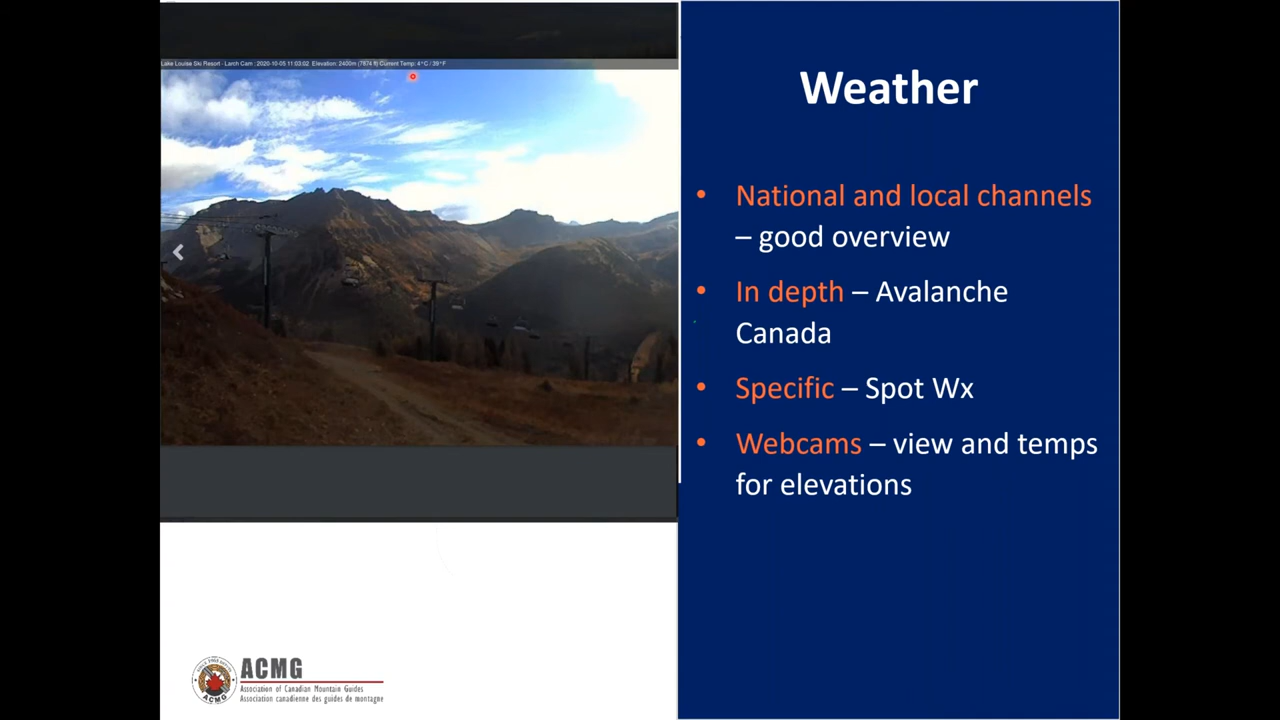 Lake Louise Ski Resort - Larch Cam : 2020-10-05 11:03:02 Elevation: 2400m (7874 ft) Current Temp: 4°C / 39°F
Weather
• National and local channels
– good overview
• In depth – Avalanche
Canada
• Specific – Spot Wx
• Webcams – view and temps
for elevations
ACMG
Association of Canadian Mountain Guides
Association canadienne des guides de montagne
ACMG